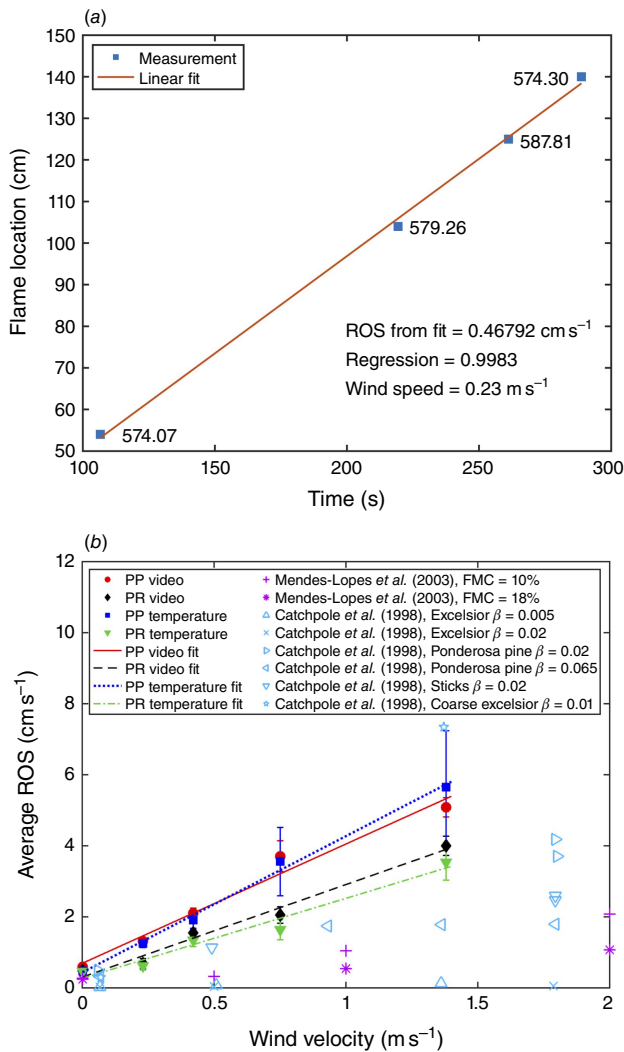 (a)
150
140
130
120
110
100
90
80
70
60
50
Flame location (cm)
Measurement
Linear fit
574.30
587.81
579.26
574.07
ROS from fit = 0.46792 cm s⁻¹
Regression = 0.9983
Wind speed = 0.23 m s⁻¹
100 150 200 250 300
Time (s)
(b)
12
10
8
6
4
2
0
Average ROS (cm s⁻¹)
PP video
PR video
PP temperature
PR temperature
PP video fit
PR video fit
PP temperature fit
PR temperature fit
Mendes-Lopes et al. (2003), FMC = 10%
Mendes-Lopes et al. (2003), FMC = 18%
Catchpole et al. (1998), Excelsior β = 0.005
Catchpole et al. (1998), Excelsior β = 0.02
Catchpole et al. (1998), Ponderosa pine β = 0.02
Catchpole et al. (1998), Ponderosa pine β = 0.065
Catchpole et al. (1998), Sticks β = 0.02
Catchpole et al. (1998), Coarse excelsior β = 0.01
0 0.5 1 1.5 2
Wind velocity (m s⁻¹)